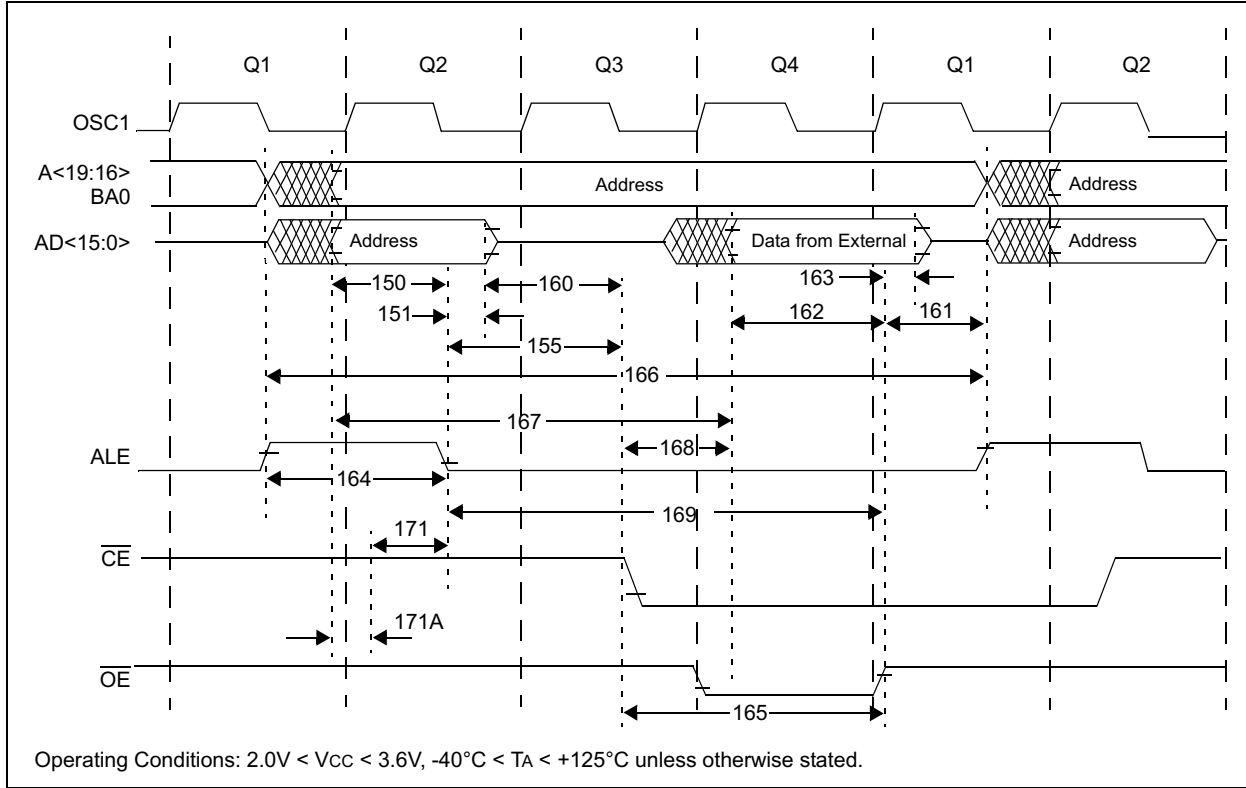 Q1 Q2 Q3 Q4 Q1 Q2
OSC1
A<19:16>
BA0
Address
Address
AD<15:0>
Address
Data from External
Address
150
160
163
151
162
161
155
166
167
168
ALE
164
169
171
CE
171A
OE
165
Operating Conditions: 2.0V < VCC < 3.6V, -40°C < TA < +125°C unless otherwise stated.